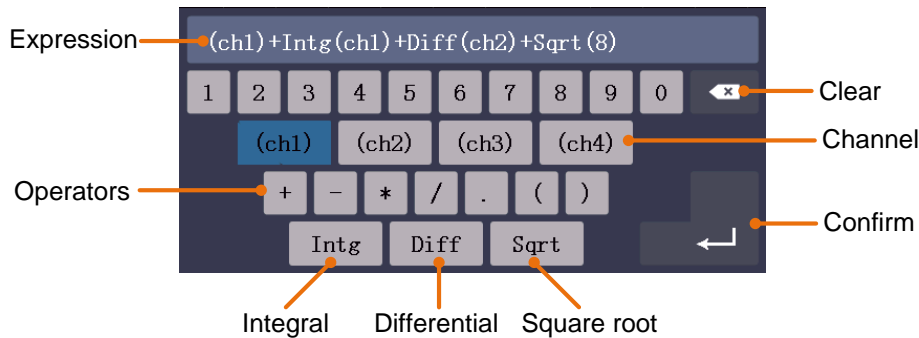 Expression
(ch1)+Intg(ch1)+Diff(ch2)+Sqrt(8)
1 2 3 4 5 6 7 8 9 0
Clear
(ch1) (ch2) (ch3) (ch4)
Channel
Operators
+ - * / . ( )
Confirm
Intg Diff Sqrt
Integral Differential Square root